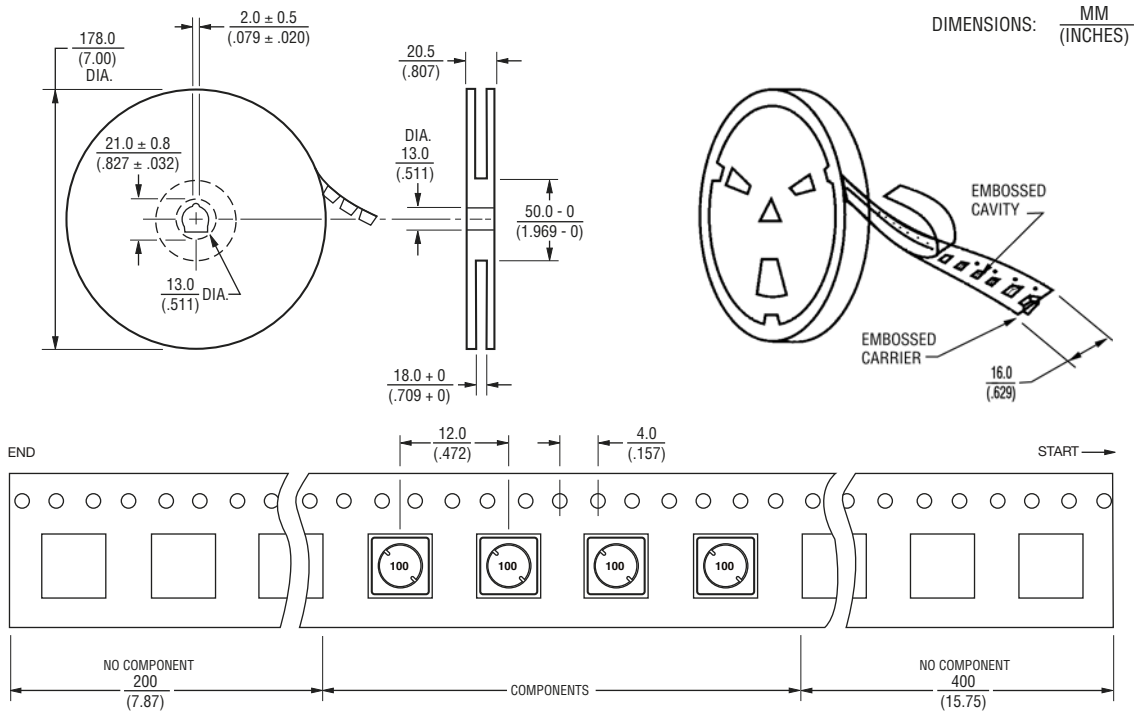 DIMENSIONS: MM
(INCHES)
178.0
(7.00)
DIA.
2.0 ± 0.5
(.079 ± .020)
20.5
(.807)
21.0 ± 0.8
(.827 ± .032)
DIA.
13.0
(.511)
50.0 - 0
(1.969 - 0)
13.0
(.511) DIA.
18.0 + 0
(.709 + 0)
EMBOSSED
CAVITY
EMBOSSED
CARRIER
16.0
(.629)
END
12.0
(.472)
4.0
(.157)
START
100
100
100
100
NO COMPONENT
200
(7.87)
COMPONENTS
NO COMPONENT
400
(15.75)